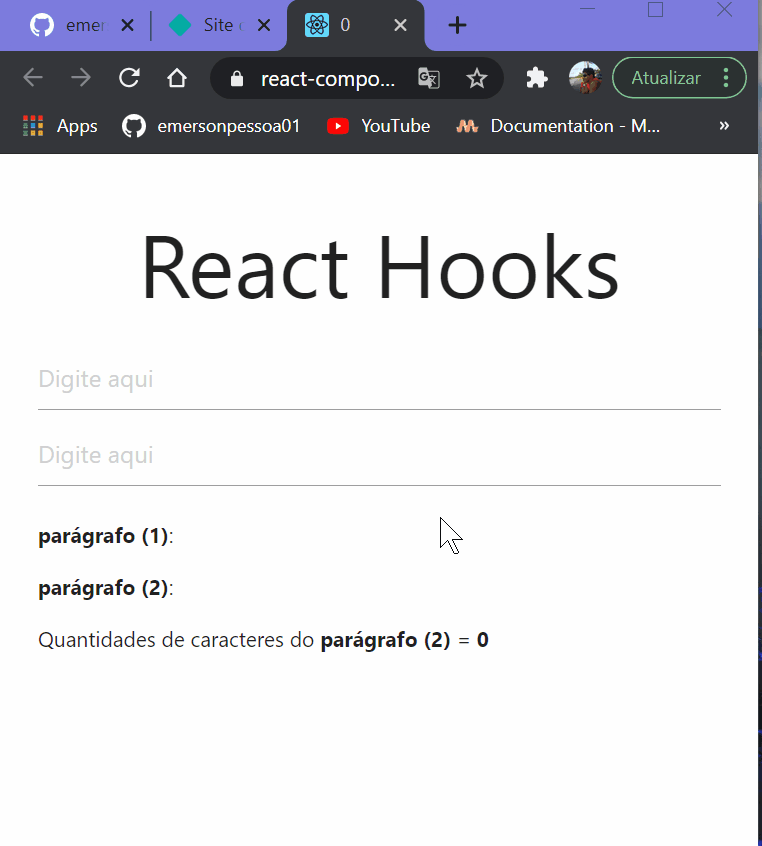 emer
Site
0
react-compo...
Atualizar
Apps
emersonpessoa01
YouTube
Documentation - M...
»
React Hooks
Digite aqui
Digite aqui
parágrafo (1):
parágrafo (2):
Quantidades de caracteres do parágrafo (2) = 0